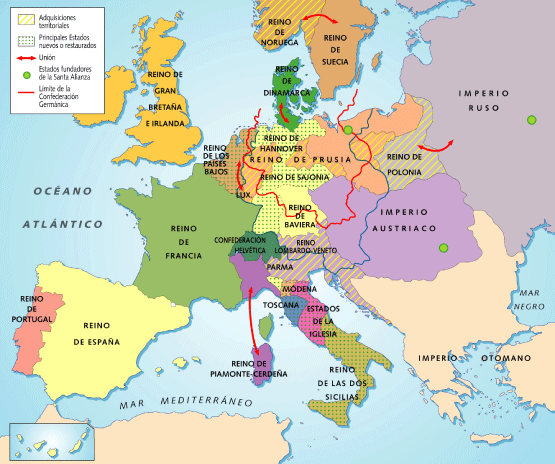 Adquisiciones
territoriales
Principales Estados
nuevos o restaurados
Unión
Estados fundadores
de la Santa Alianza
Límite de la
Confederación
Germánica
REINO
DE
NORUEGA
REINO
DE
SUECIA
REINO
DE
DINAMARCA
REINO DE
GRAN
BRETAÑA
E IRLANDA
IMPERIO
RUSO
REINO
DE LOS
PAÍSES
BAJOS
REINO DE
HANNOVER
REINO DE PRUSIA
REINO DE SAJONIA
REINO DE
POLONIA
LUX.
OCÉANO
ATLÁNTICO
REINO
DE
BAVIERA
IMPERIO
AUSTRIACO
REINO
DE
FRANCIA
CONFEDERACIÓN
HELVÉTICA
REINO
LOMBARDO-VENETO
PARMA
MÓDENA
TOSCANA
ESTADOS
DE LA
IGLESIA
REINO
DE
PORTUGAL
REINO
DE ESPAÑA
MAR
NEGRO
REINO DE
PIAMONTE-CERDEÑA
REINO
DE LAS DOS
SICILIAS
IMPERIO OTOMANO
MAR MEDITERRÁNEO